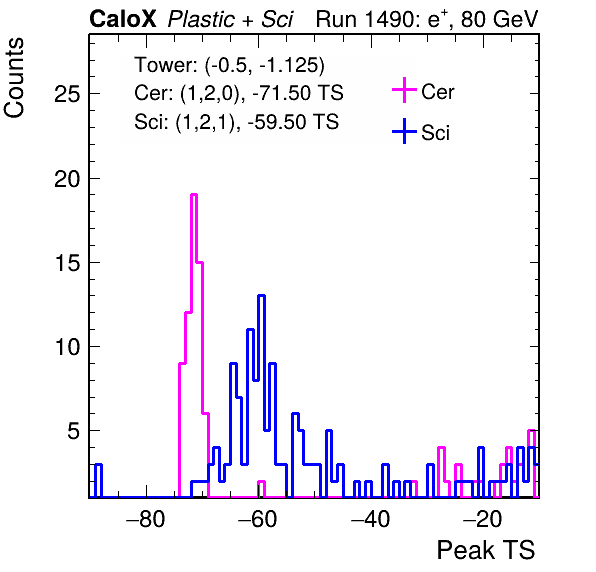 CaloX Plastic + Sci Run 1490: e+, 80 GeV
Counts
Tower: (-0.5, -1.125)
Cer: (1,2,0), -71.50 TS
Sci: (1,2,1), -59.50 TS
Cer
Sci
25
20
15
10
5
−80 −60 −40 −20
Peak TS